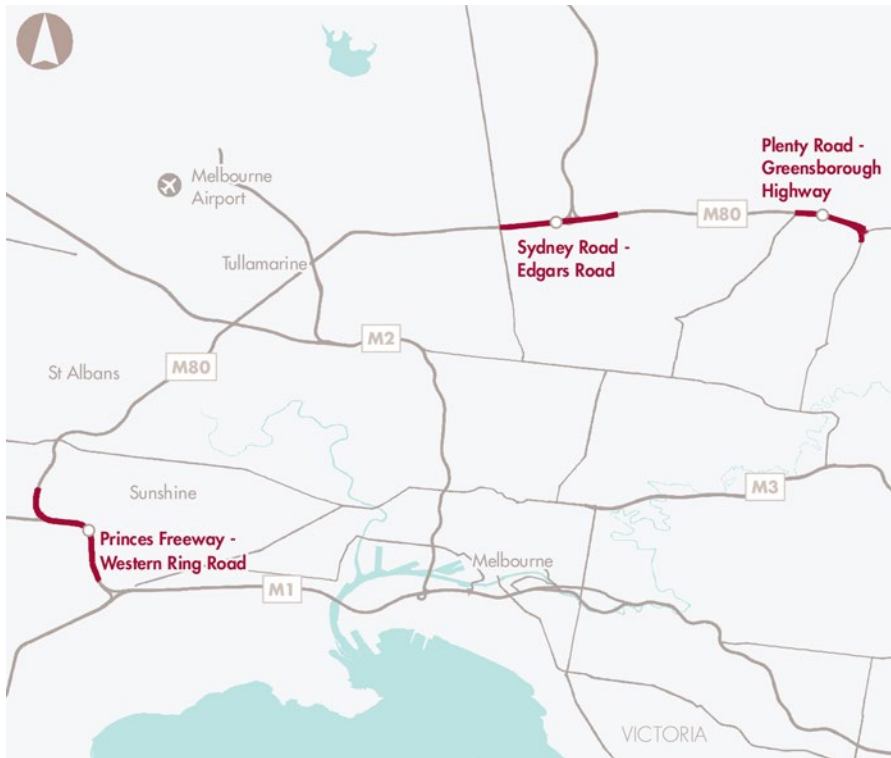 Plenty Road -
Greensborough
Highway
Melbourne
Airport
M80
Sydney Road -
Edgars Road
Tullamarine
M2
M80
St Albans
M3
Sunshine
Princes Freeway -
Western Ring Road
Melbourne
M1
VICTORIA